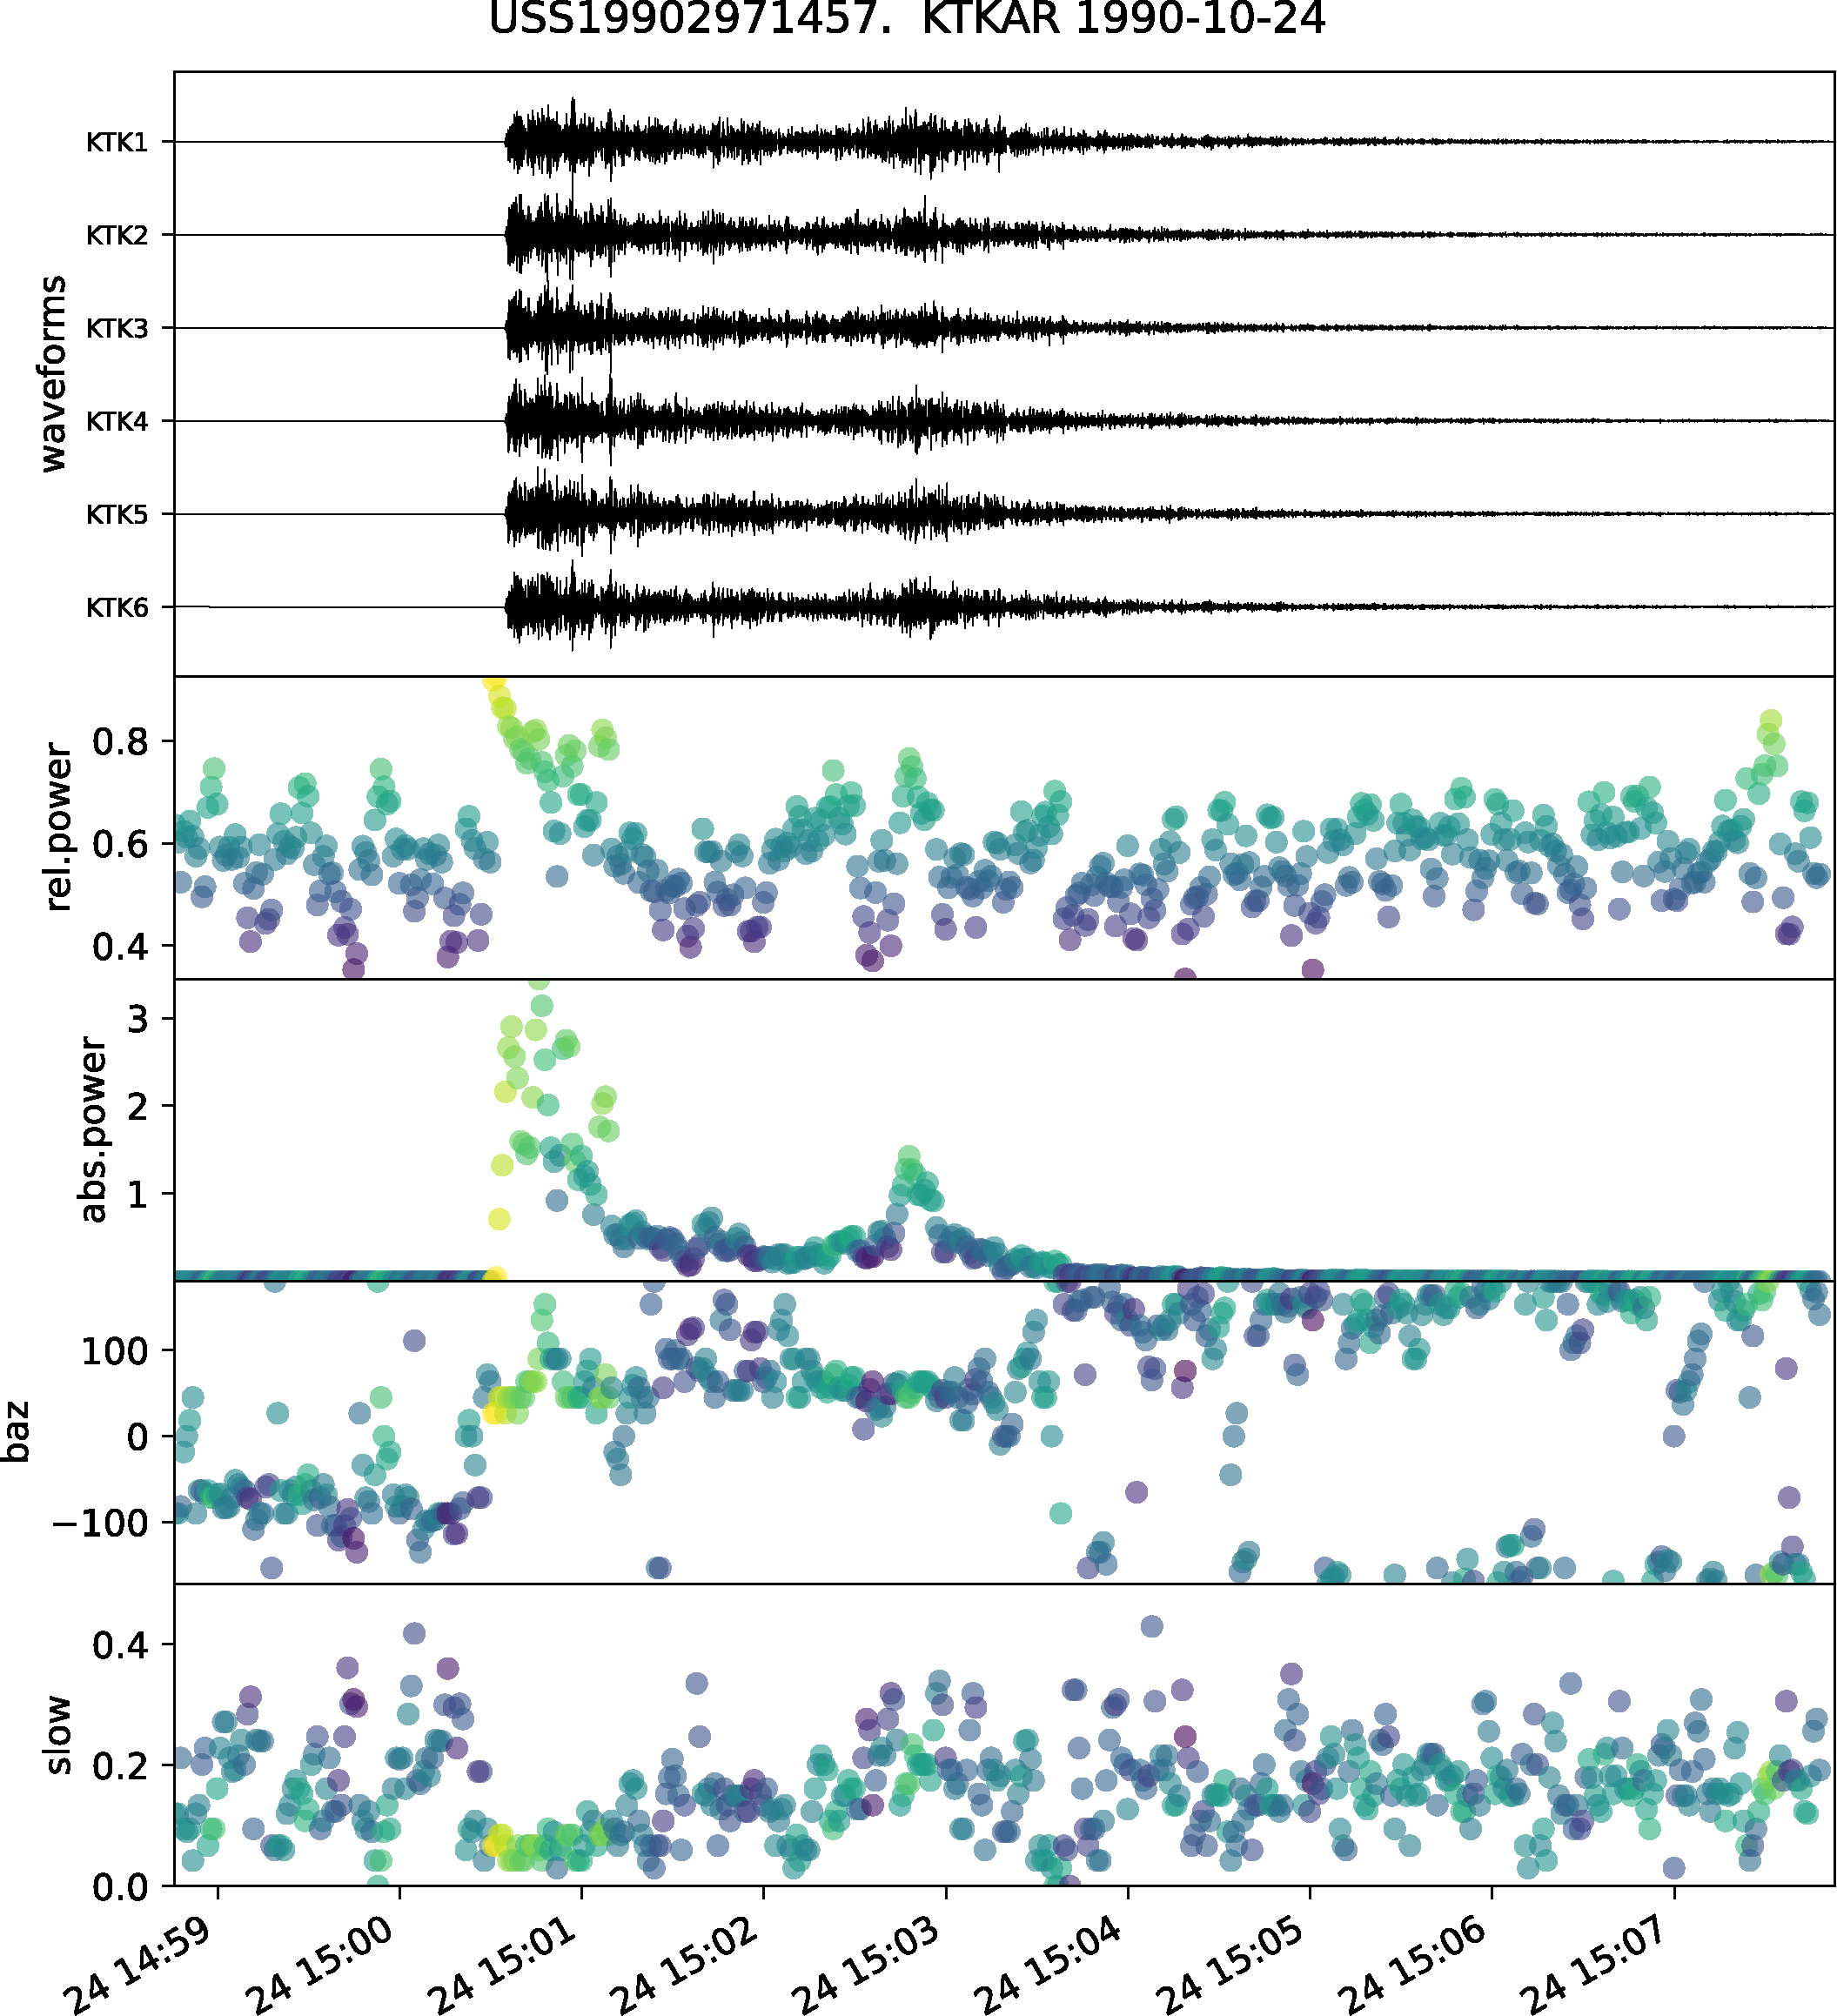 USS19902971457.  KTKAR 1990-10-24
waveforms
KTK1
KTK2
KTK3
KTK4
KTK5
KTK6
rel.power
0.8
0.6
0.4
abs.power
3
2
1
baz
100
0
−100
slow
0.4
0.2
0.0
24 14:59
24 15:00
24 15:01
24 15:02
24 15:03
24 15:04
24 15:05
24 15:06
24 15:07